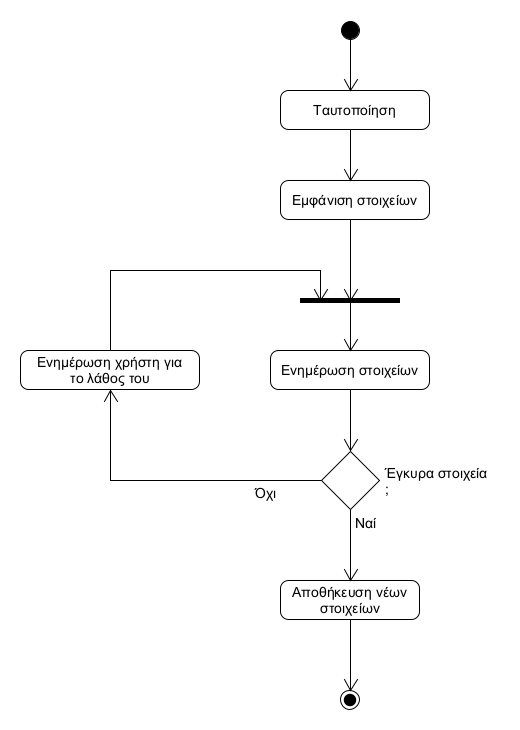 Ταυτοποίηση
Εμφάνιση στοιχείων
Ενημέρωση χρήστη για
το λάθος του
Ενημέρωση στοιχείων
Έγκυρα στοιχεία
;
Όχι
Ναί
Αποθήκευση νέων
στοιχείων